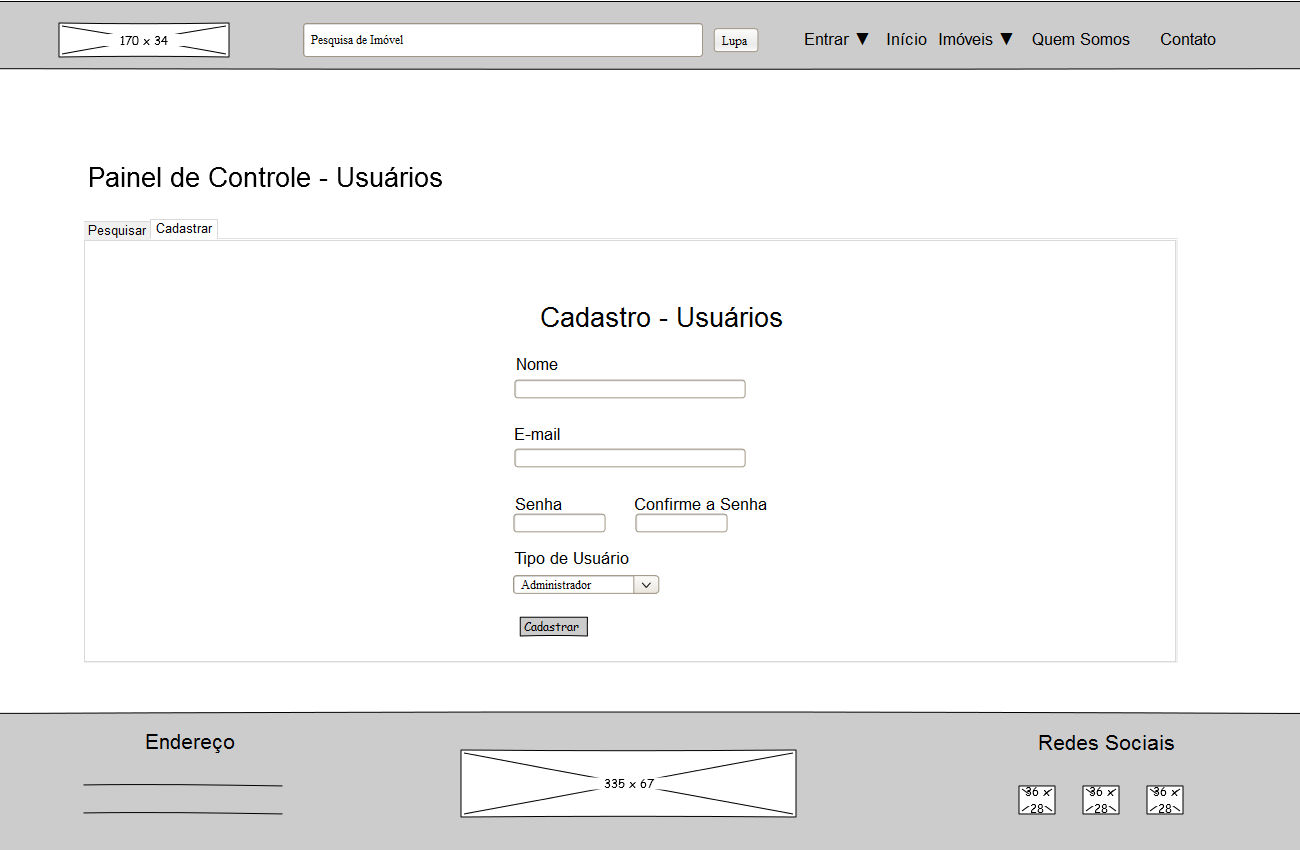 170 x 34
Pesquisa de Imóvel
Lupa
Entrar ▼ Início Imóveis ▼ Quem Somos Contato
Painel de Controle - Usuários
Pesquisar Cadastrar
Cadastro - Usuários
Nome
E-mail
Senha Confirme a Senha
Tipo de Usuário
Administrador
Cadastrar
Endereço
335 x 67
Redes Sociais
36 x 28
36 x 28
36 x 28